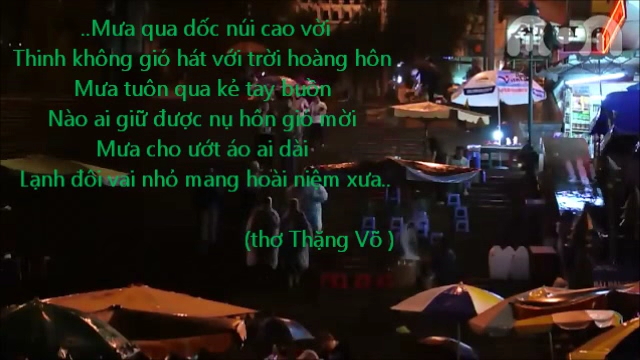 ..Mưa qua dốc núi cao vời
Thinh không gió hát với trời hoàng hôn
Mưa tuôn qua kẻ tay buồn
Nào ai giữ được nụ hôn gió mời
Mưa cho ướt áo ai dài
Lạnh đôi vai nhỏ mang hoài niệm xưa..
(thơ Thặng Võ )